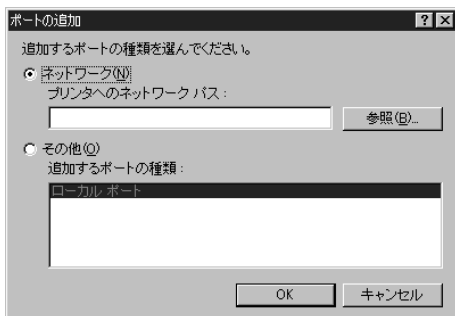 ポートの追加
追加するポートの種類を選んでください。
ネットワーク(N)
プリンタへのネットワーク パス:
参照(B)...
その他(O)
追加するポートの種類:
ローカル ポート
OK キャンセル